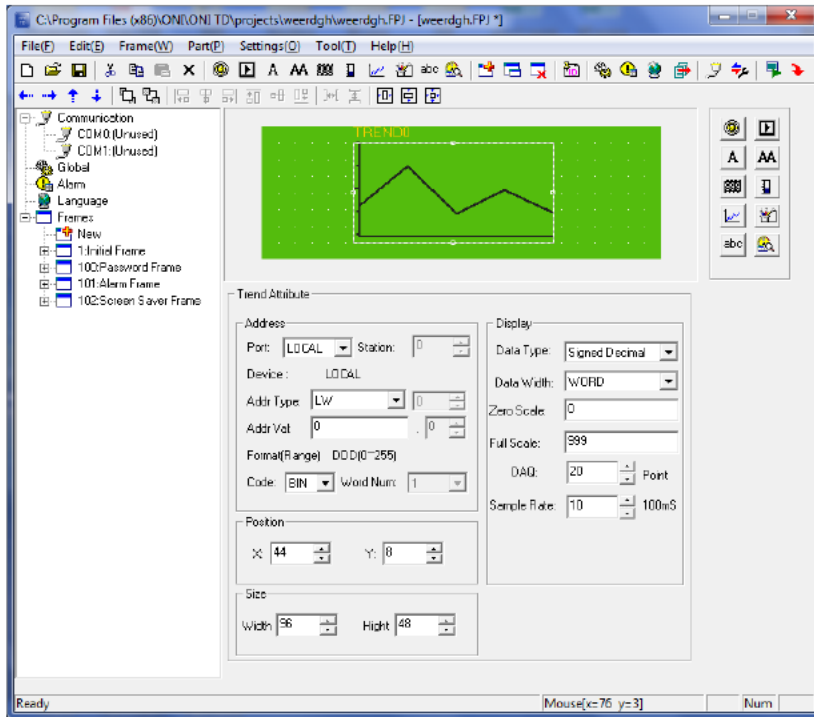 C:\Program Files (x86)\ONI\ONI TD\projects\weerdgh\weerdgh.FPJ - [weerdgh.FPJ *]
File(F) Edit(E) Frame(W) Part(P) Settings(O) Tool(T) Help(H)
A AA abc
Communication
COM0:(Unused)
COM1:(Unused)
Global
Alarm
Language
Frames
New
1:Initial Frame
100:Password Frame
101:Alarm Frame
102:Screen Saver Frame
TREND0
A AA
abc
Trend Attribute
Address
Port: LOCAL Station: 0
Device : LOCAL
Addr Type: LW 0
Addr Val: 0 . 0
Format(Range) DDD(0~255)
Code: BIN Word Num: 1
Position
X: 44 Y: 8
Size
Width 96 Hight 48
Display
Data Type: Signed Decimal
Data Width: WORD
Zero Scale: 0
Full Scale: 999
DAQ: 20 Point
Sample Rate: 10 100mS
Ready Mouse[x=76 y=3] Num